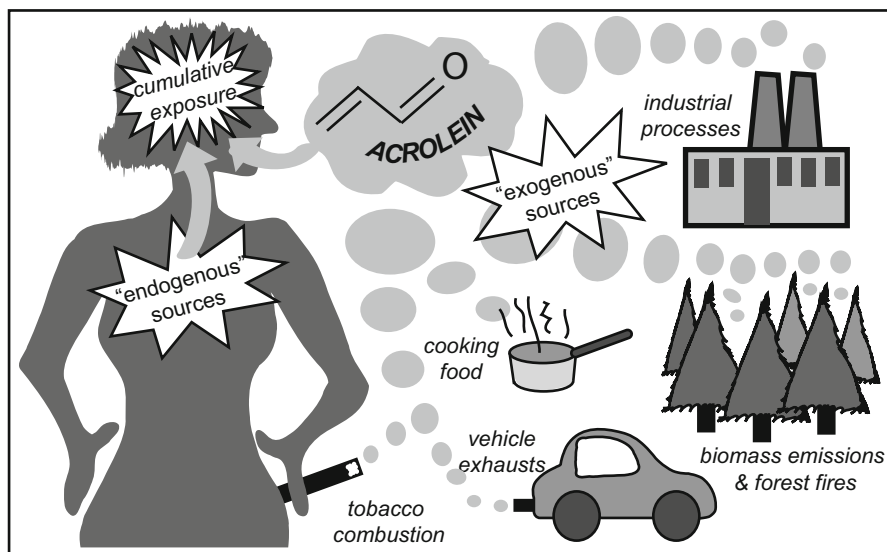 cumulative
exposure
O
ACROLEIN
"exogenous"
sources
industrial
processes
"endogenous"
sources
cooking
food
vehicle
exhausts
biomass emissions
& forest fires
tobacco
combustion